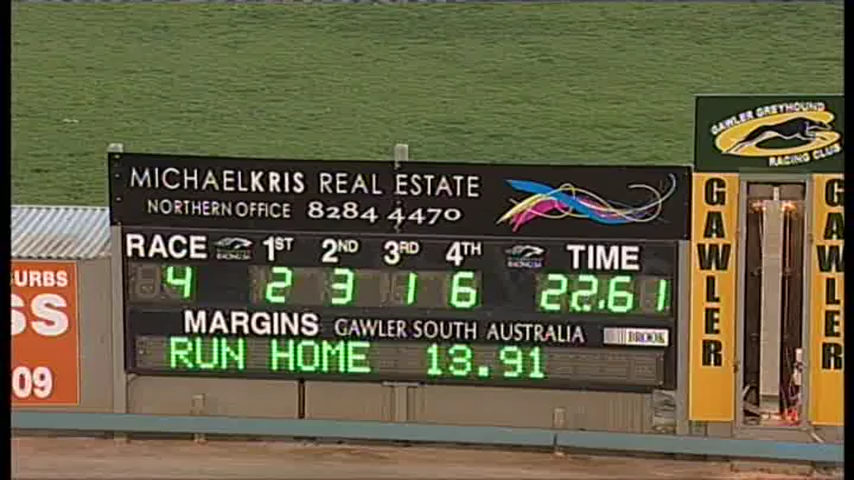 GAWLER GREYHOUND
RACING CLUB
MICHAELKRIS REAL ESTATE
NORTHERN OFFICE 8284 4470
RACE 1ST 2ND 3RD 4TH TIME
4 2 3 1 6 22.61
MARGINS GAWLER SOUTH AUSTRALIA BROOK
RUN HOME 13.91
GAWLER
GAWLER
URBS
SS
09